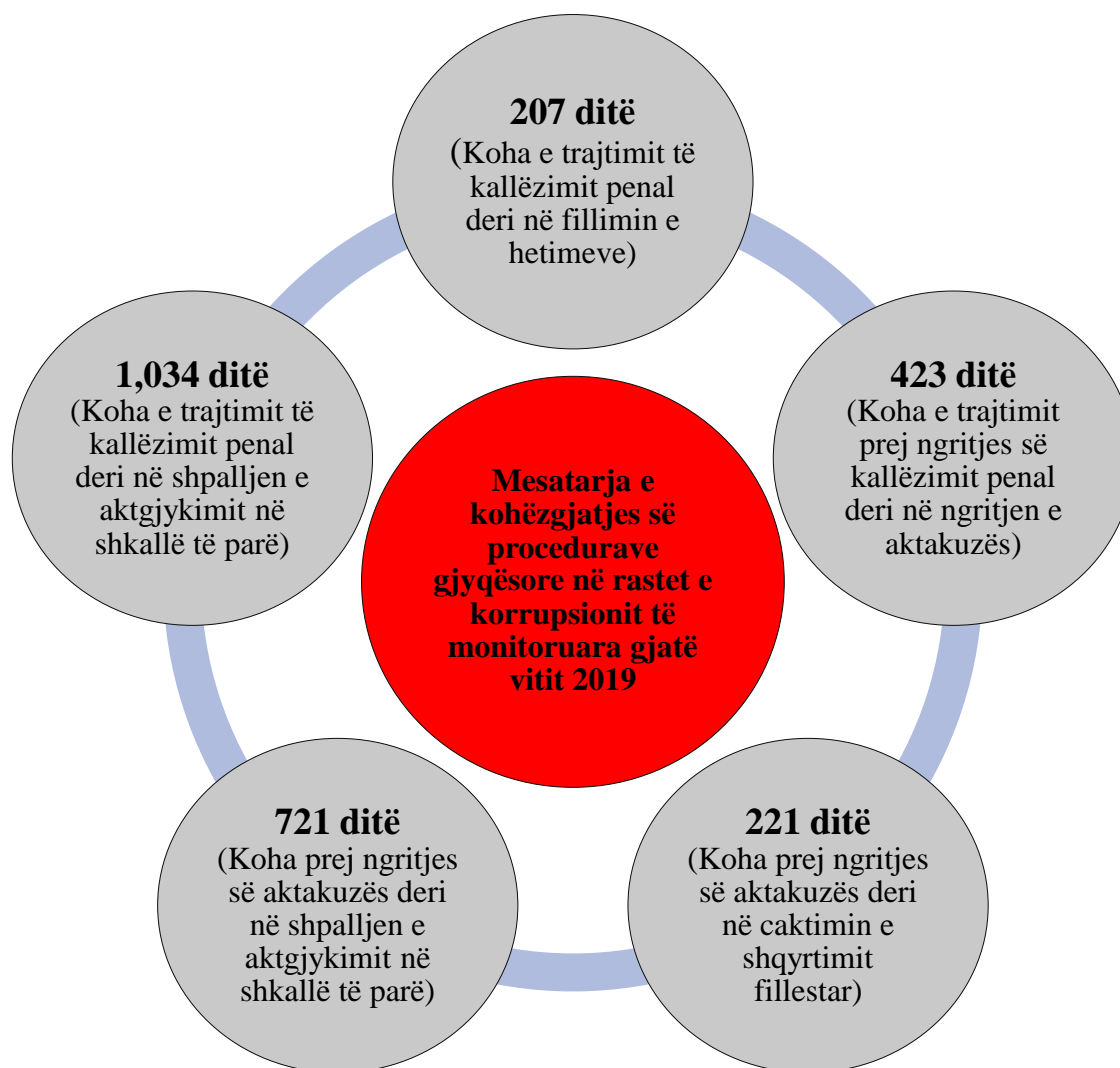 207 ditë
(Koha e trajtimit të
kallëzimit penal
deri në fillimin e
hetimeve)
423 ditë
(Koha e trajtimit
prej ngritjes së
kallëzimit penal
deri në ngritjen e
aktakuzës)
221 ditë
(Koha prej ngritjes
së aktakuzës deri
në caktimin e
shqyrtimit
fillestar)
721 ditë
(Koha prej ngritjes
së aktakuzës deri
në shpalljen e
aktgjykimit në
shkallë të parë)
1,034 ditë
(Koha e trajtimit të
kallëzimit penal
deri në shpalljen e
aktgjykimit në
shkallë të parë)
Mesatarja e
kohëzgjatjes së
procedurave
gjyqësore në rastet e
korrupsionit të
monitoruara gjatë
vitit 2019